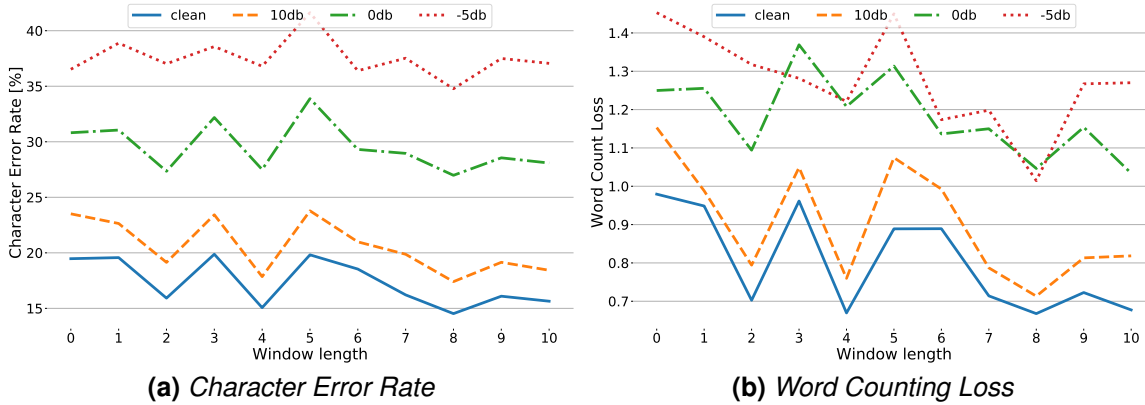 clean 10db 0db -5db
40
35
30
25
20
15
Character Error Rate [%]
0 1 2 3 4 5 6 7 8 9 10
Window length
(a) Character Error Rate
clean 10db 0db -5db
1.4
1.3
1.2
1.1
1.0
0.9
0.8
0.7
Word Count Loss
0 1 2 3 4 5 6 7 8 9 10
Window length
(b) Word Counting Loss